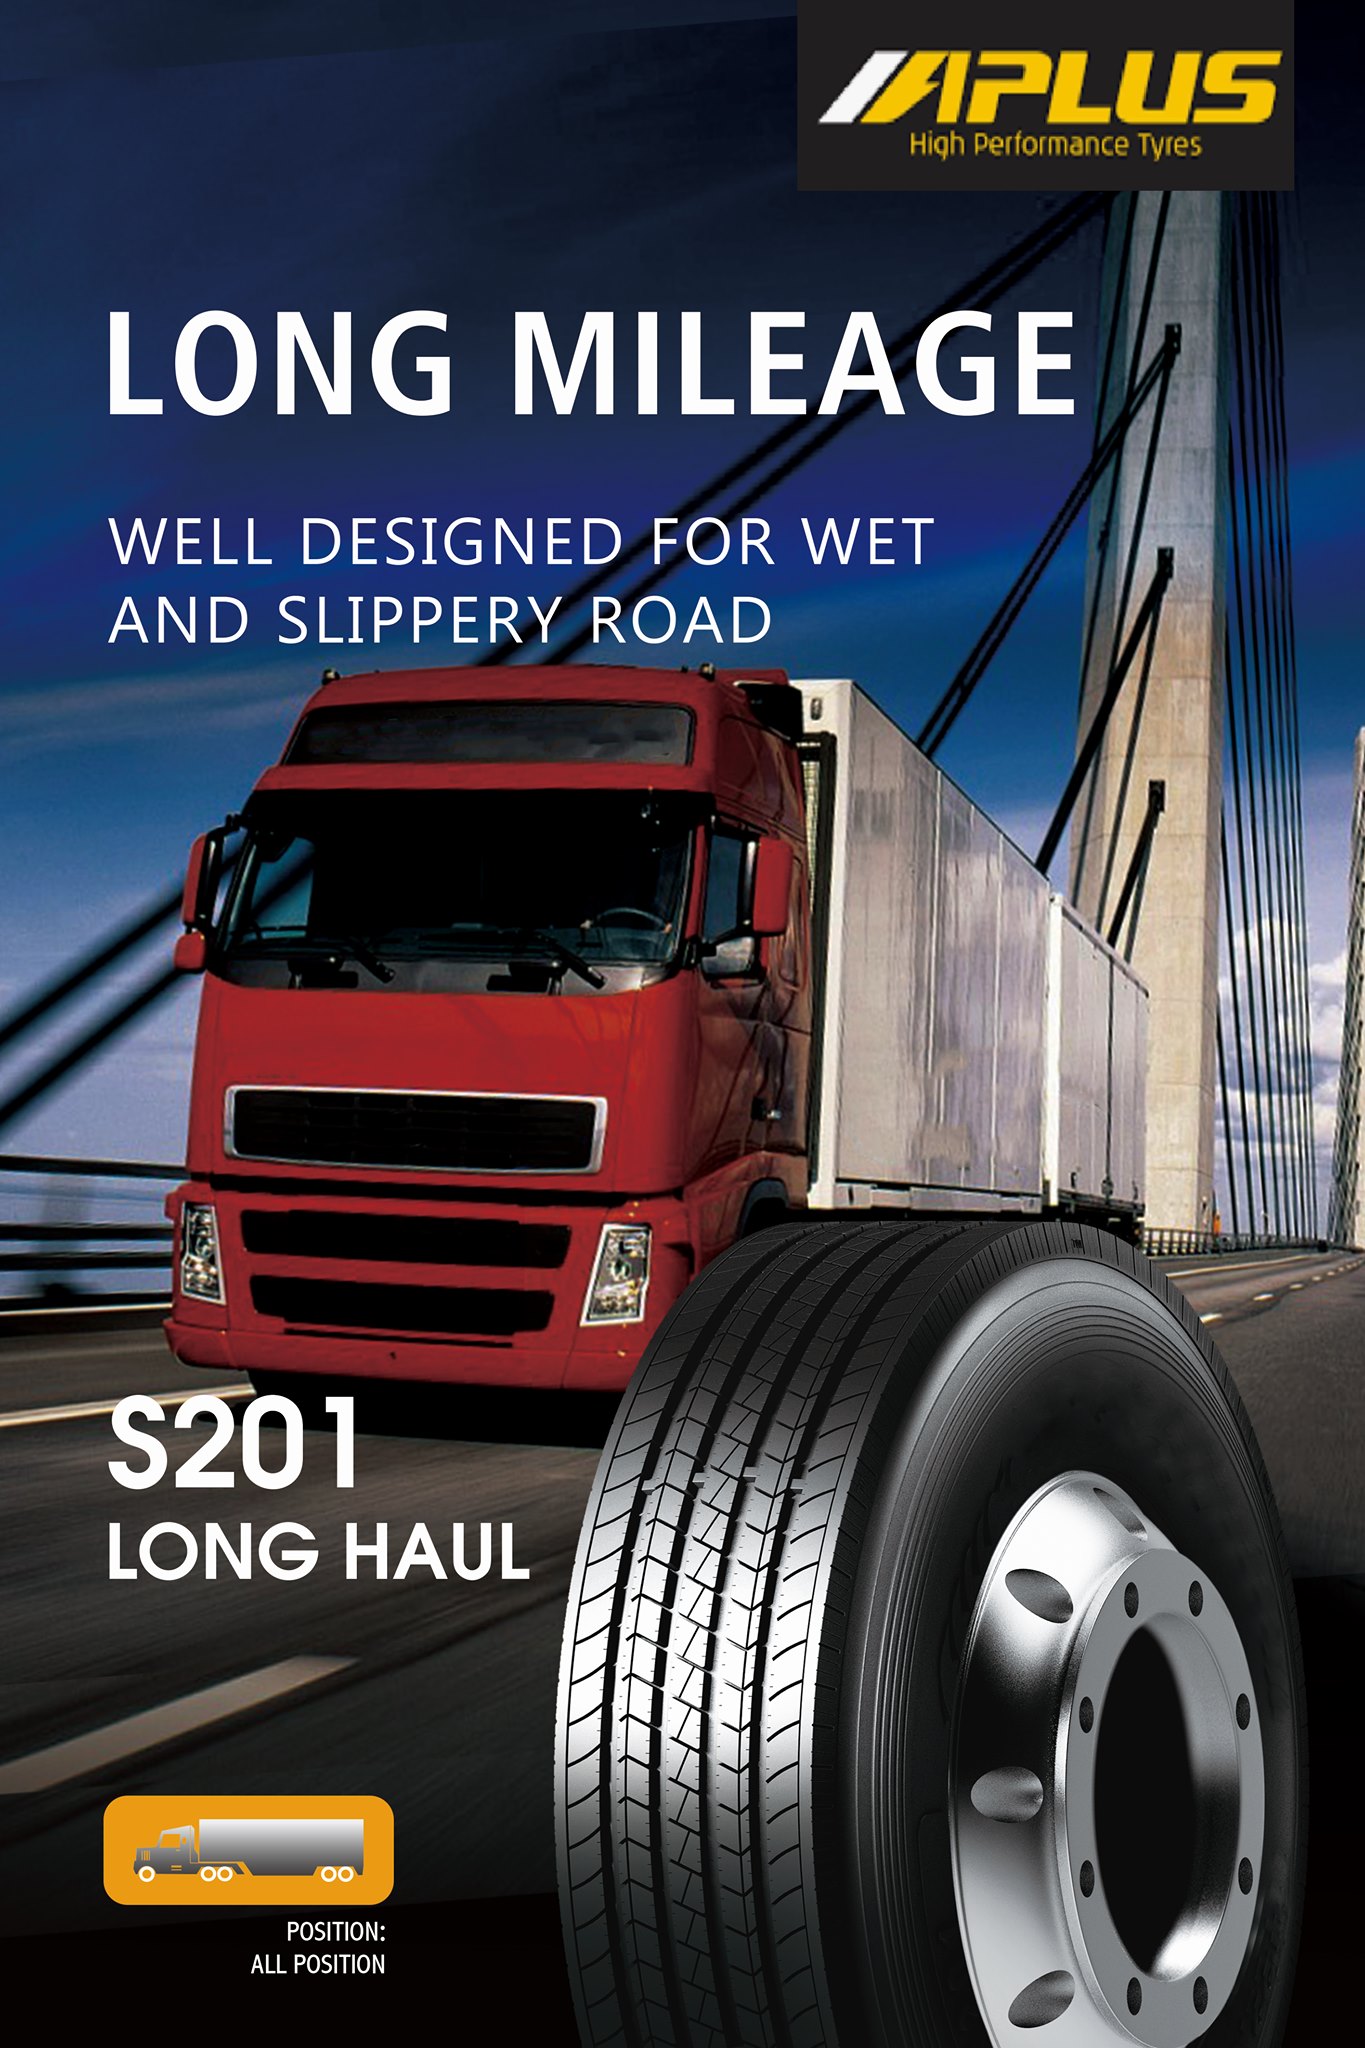 APLUS
High Performance Tyres
LONG MILEAGE
WELL DESIGNED FOR WET
AND SLIPPERY ROAD
S201
LONG HAUL
POSITION:
ALL POSITION